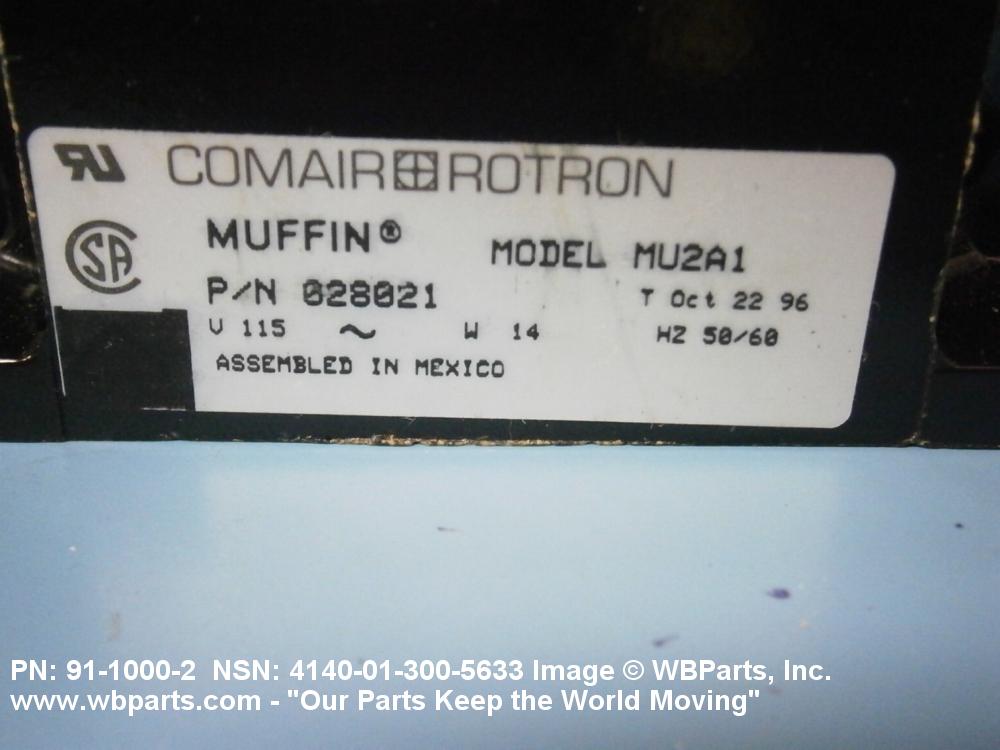 COMAIR ROTRON
MUFFIN® MODEL MU2A1
P/N 028021 T Oct 22 96
V 115 ~ W 14 HZ 50/60
ASSEMBLED IN MEXICO
PN: 91-1000-2 NSN: 4140-01-300-5633 Image © WBParts, Inc.
www.wbparts.com - "Our Parts Keep the World Moving"